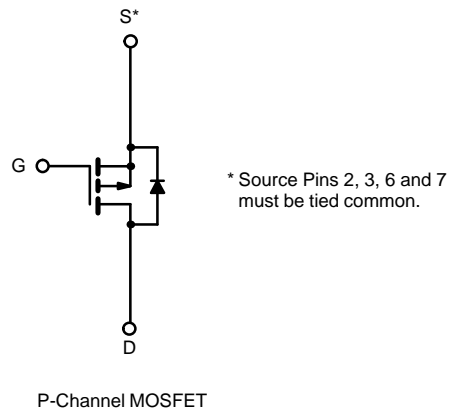 S*
G
* Source Pins 2, 3, 6 and 7
must be tied common.
D
P-Channel MOSFET